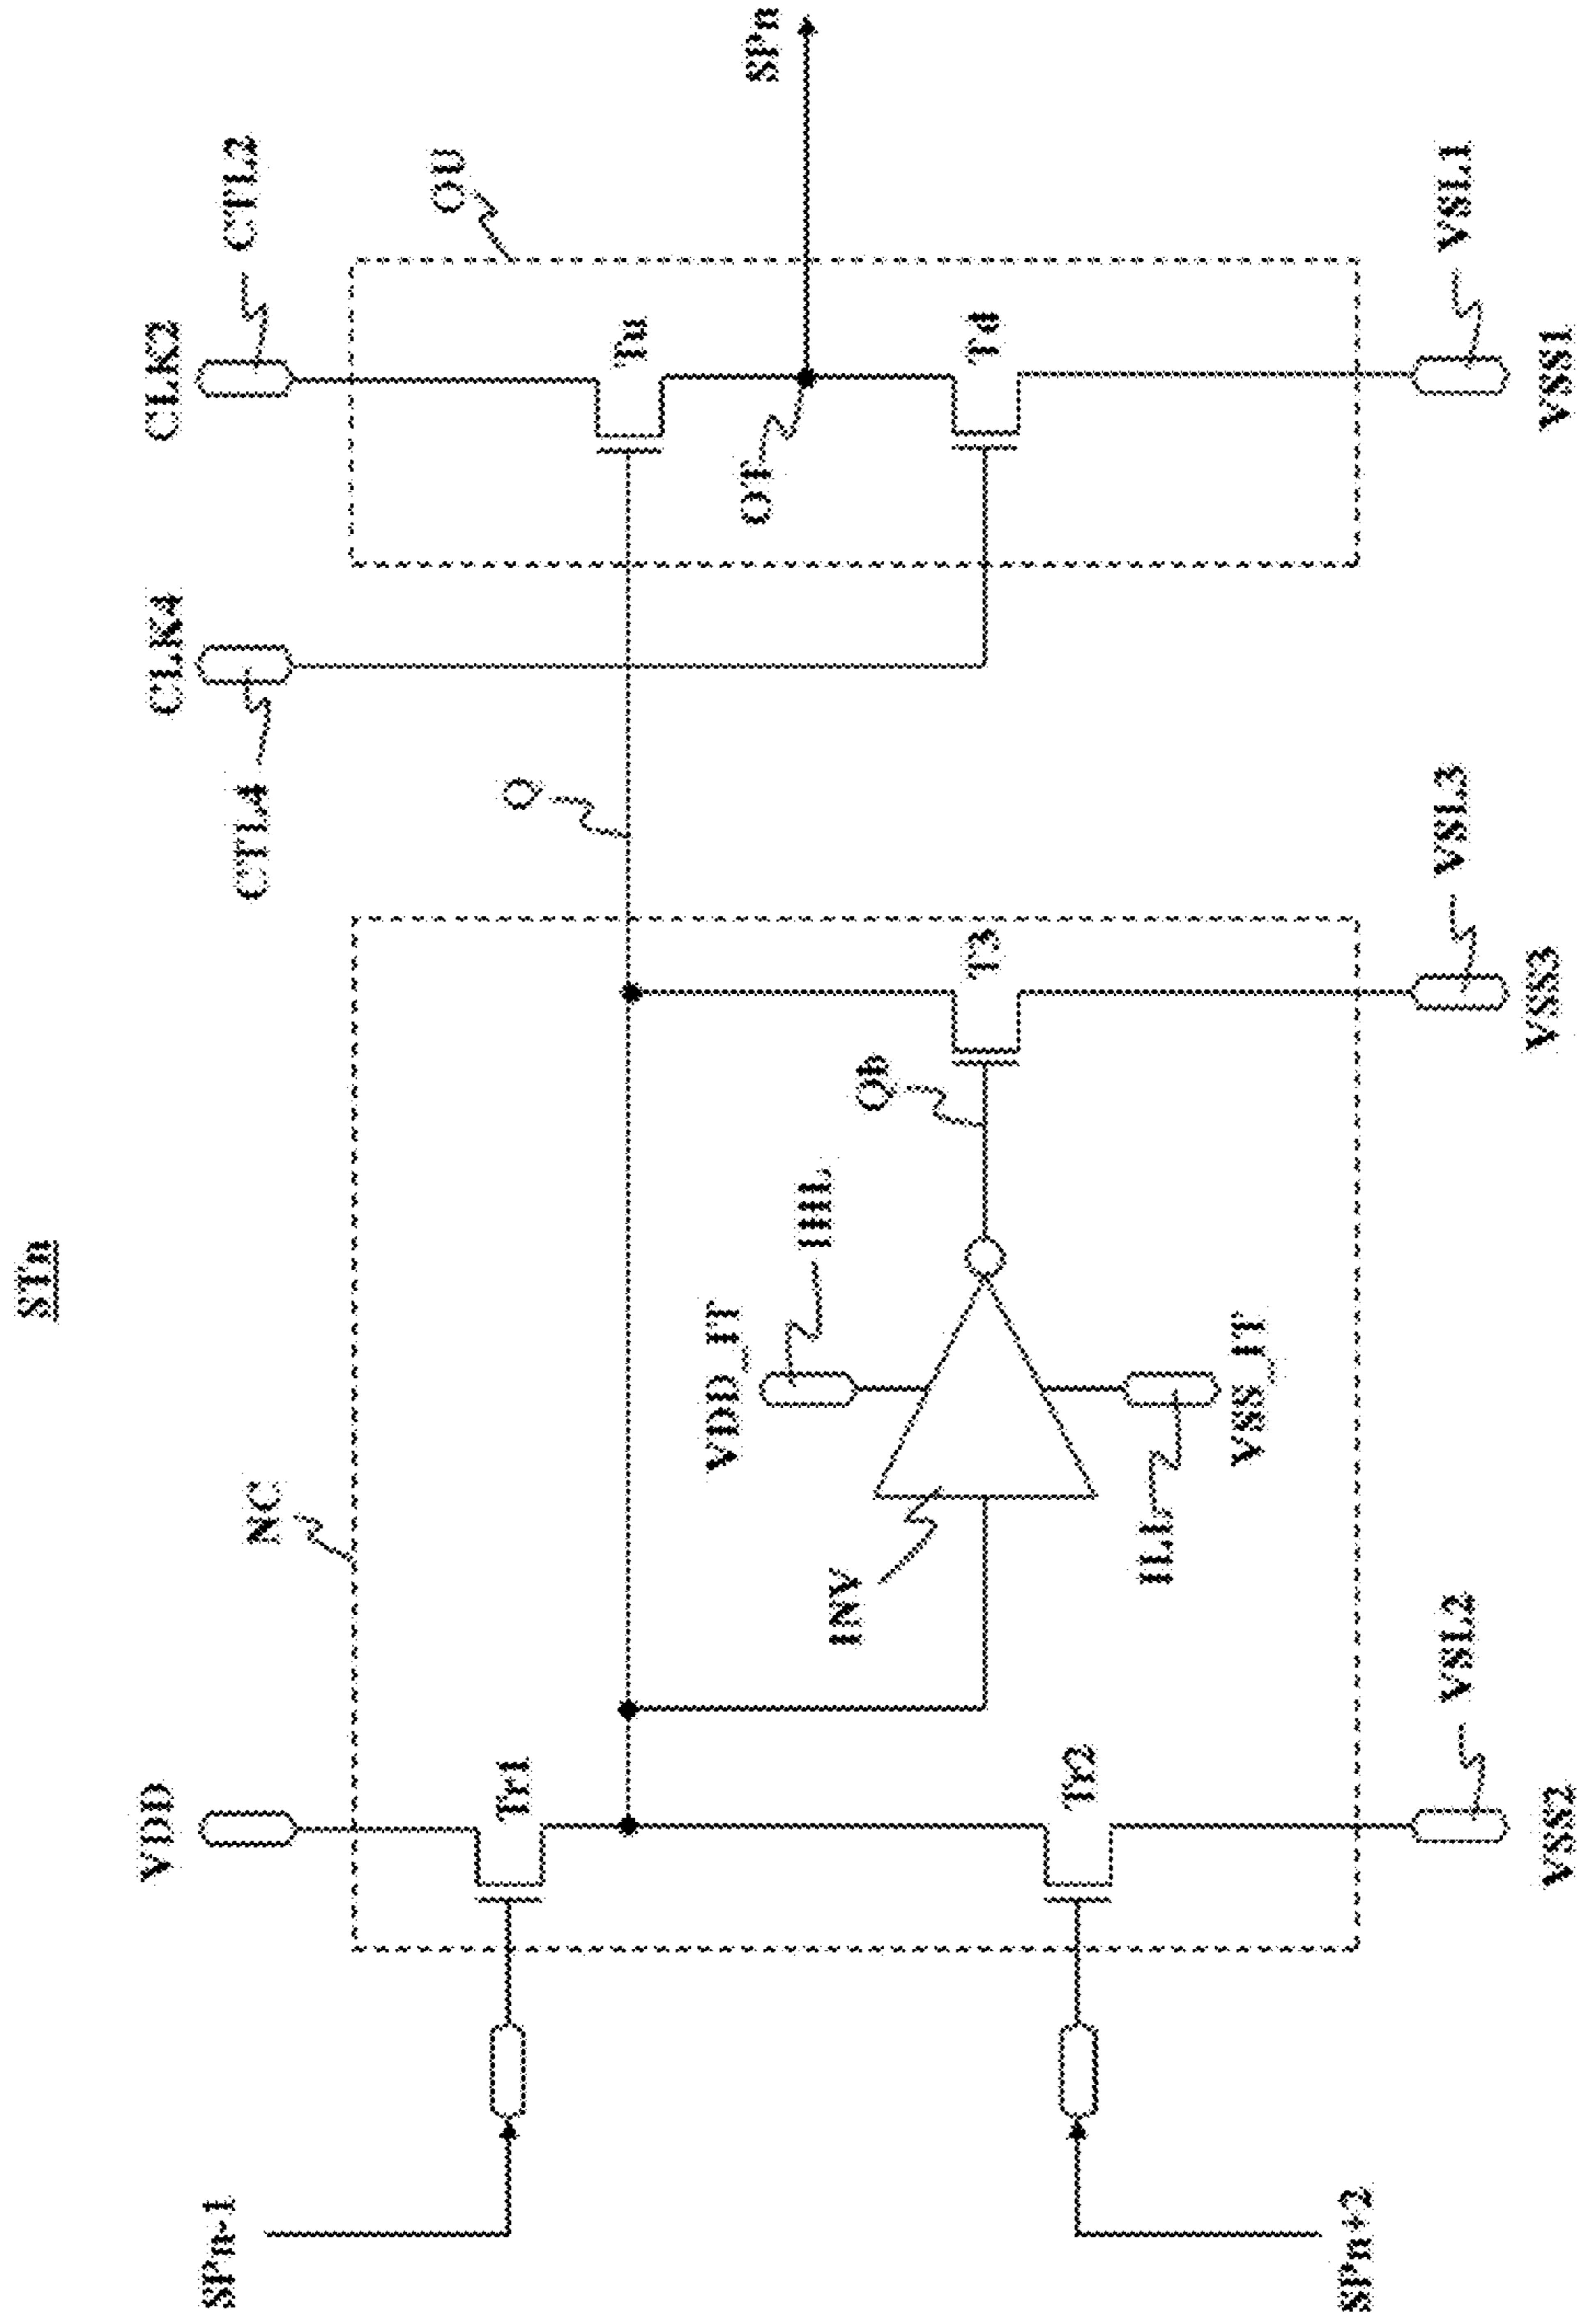 STn
VDD
CLK4
CLK2
SPn-1
CTL4
CTL2
NC
OU
Tr1
Q
Tu
VDD_IT
OT
SPn
IHL
INV
Qb
T3
Td
Tr2
ILL
VSS_IT
SPn+2
VSL2
VSL3
VSL1
VSS2
VSS3
VSS1